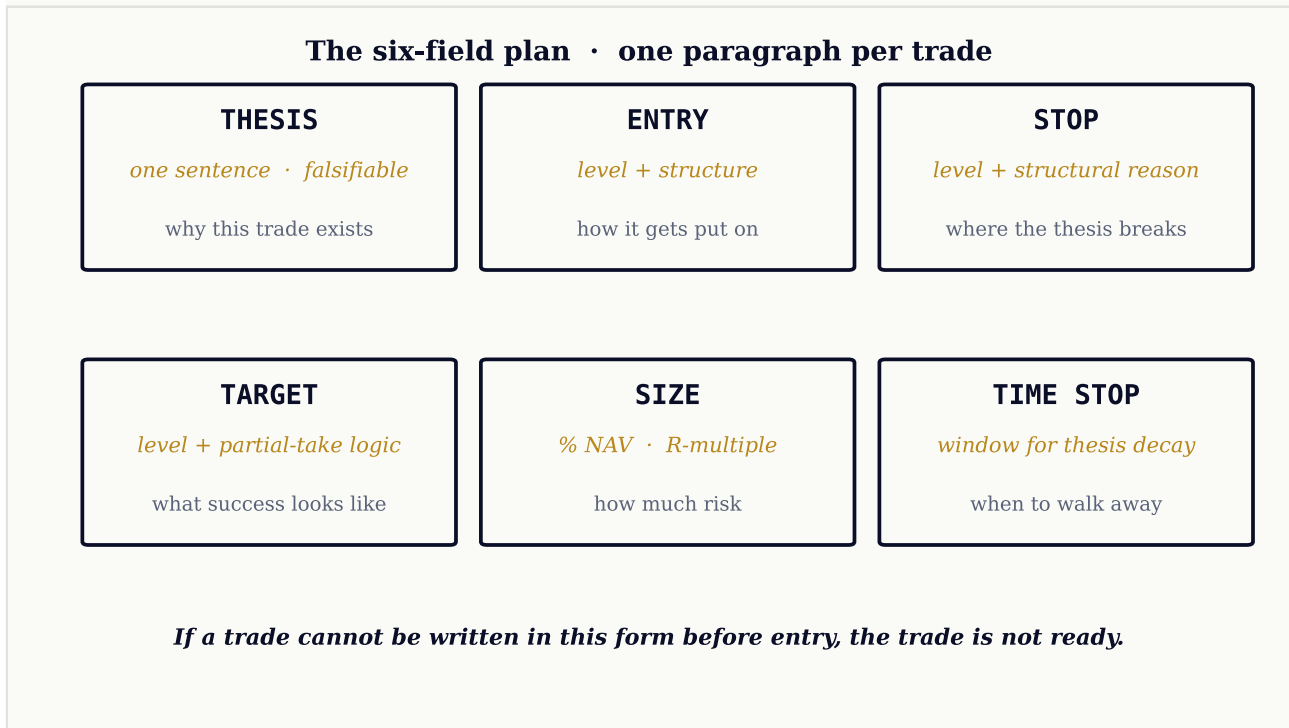 The six-field plan · one paragraph per trade
THESIS
one sentence · falsifiable
why this trade exists
ENTRY
level + structure
how it gets put on
STOP
level + structural reason
where the thesis breaks
TARGET
level + partial-take logic
what success looks like
SIZE
% NAV · R-multiple
how much risk
TIME STOP
window for thesis decay
when to walk away
If a trade cannot be written in this form before entry, the trade is not ready.